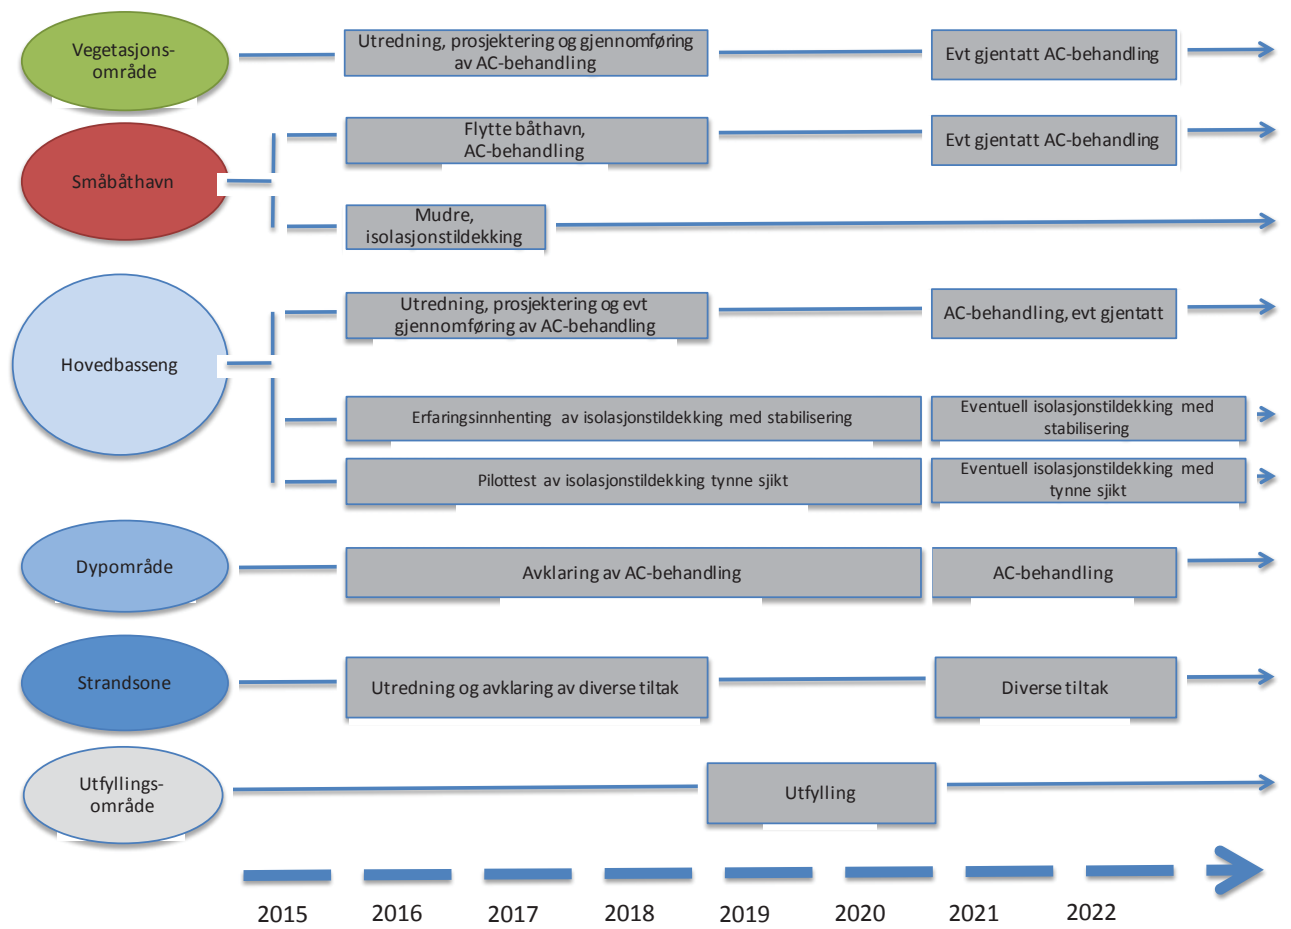 Vegetasjons-
område
Utredning, prosjektering og gjennomføring
av AC-behandling
Evt gjentatt AC-behandling
Småbåthavn
Flytte båthavn,
AC-behandling
Evt gjentatt AC-behandling
Mudre,
isolasjonstildekking
Hovedbasseng
Utredning, prosjektering og evt
gjennomføring av AC-behandling
AC-behandling, evt gjentatt
Erfaringsinnhenting av isolasjonstildekking med stabilisering
Eventuell isolasjonstildekking med
stabilisering
Pilottest av isolasjonstildekking tynne sjikt
Eventuell isolasjonstildekking med
tynne sjikt
Dypområde
Avklaring av AC-behandling
AC-behandling
Strandsone
Utredning og avklaring av diverse tiltak
Diverse tiltak
Utfyllings-
område
Utfylling
2015 2016 2017 2018 2019 2020 2021 2022